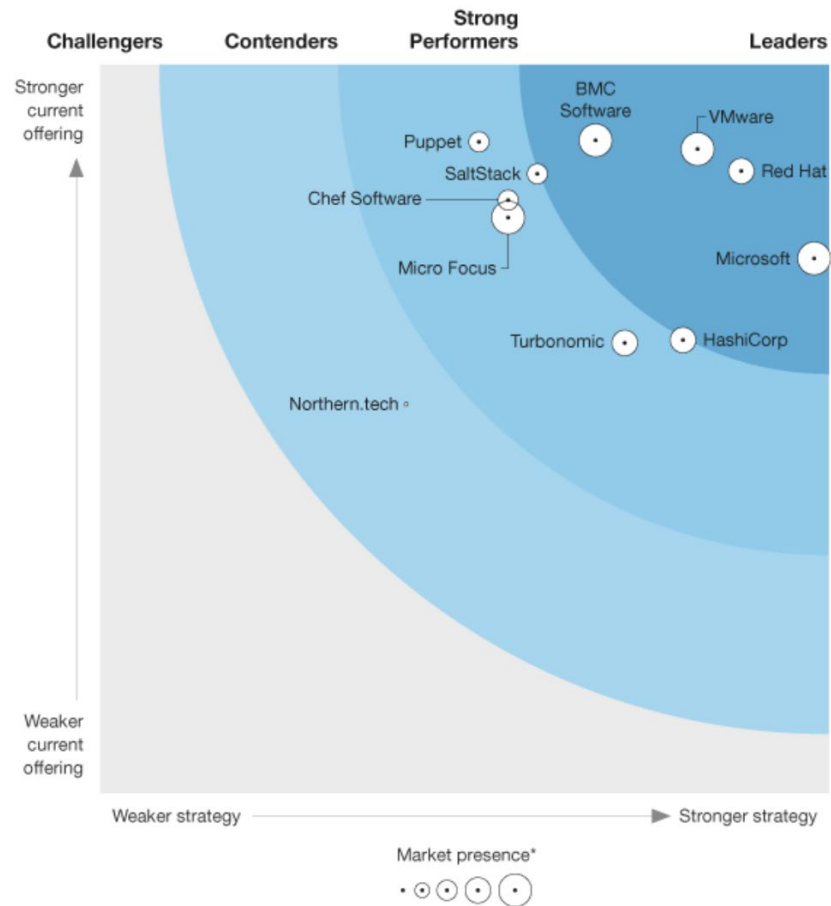 Challengers
Contenders
Strong
Performers
Leaders
Stronger
current
offering
BMC
Software
VMware
Puppet
SaltStack
Red Hat
Chef Software
Micro Focus
Microsoft
Turbonomic
HashiCorp
Northern.tech
Weaker
current
offering
Weaker strategy
Stronger strategy
Market presence*